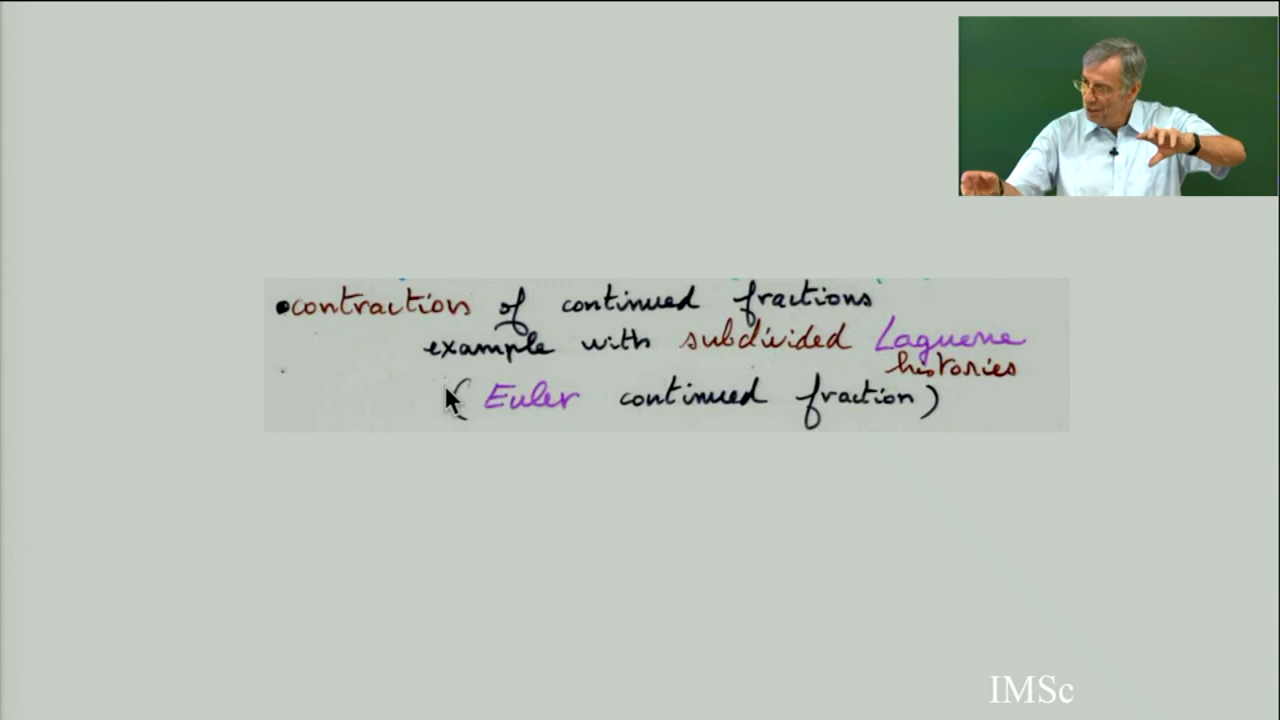 •contraction of continued fractions
example with subdivided Laguerre
histories
(Euler continued fraction)
IMSc